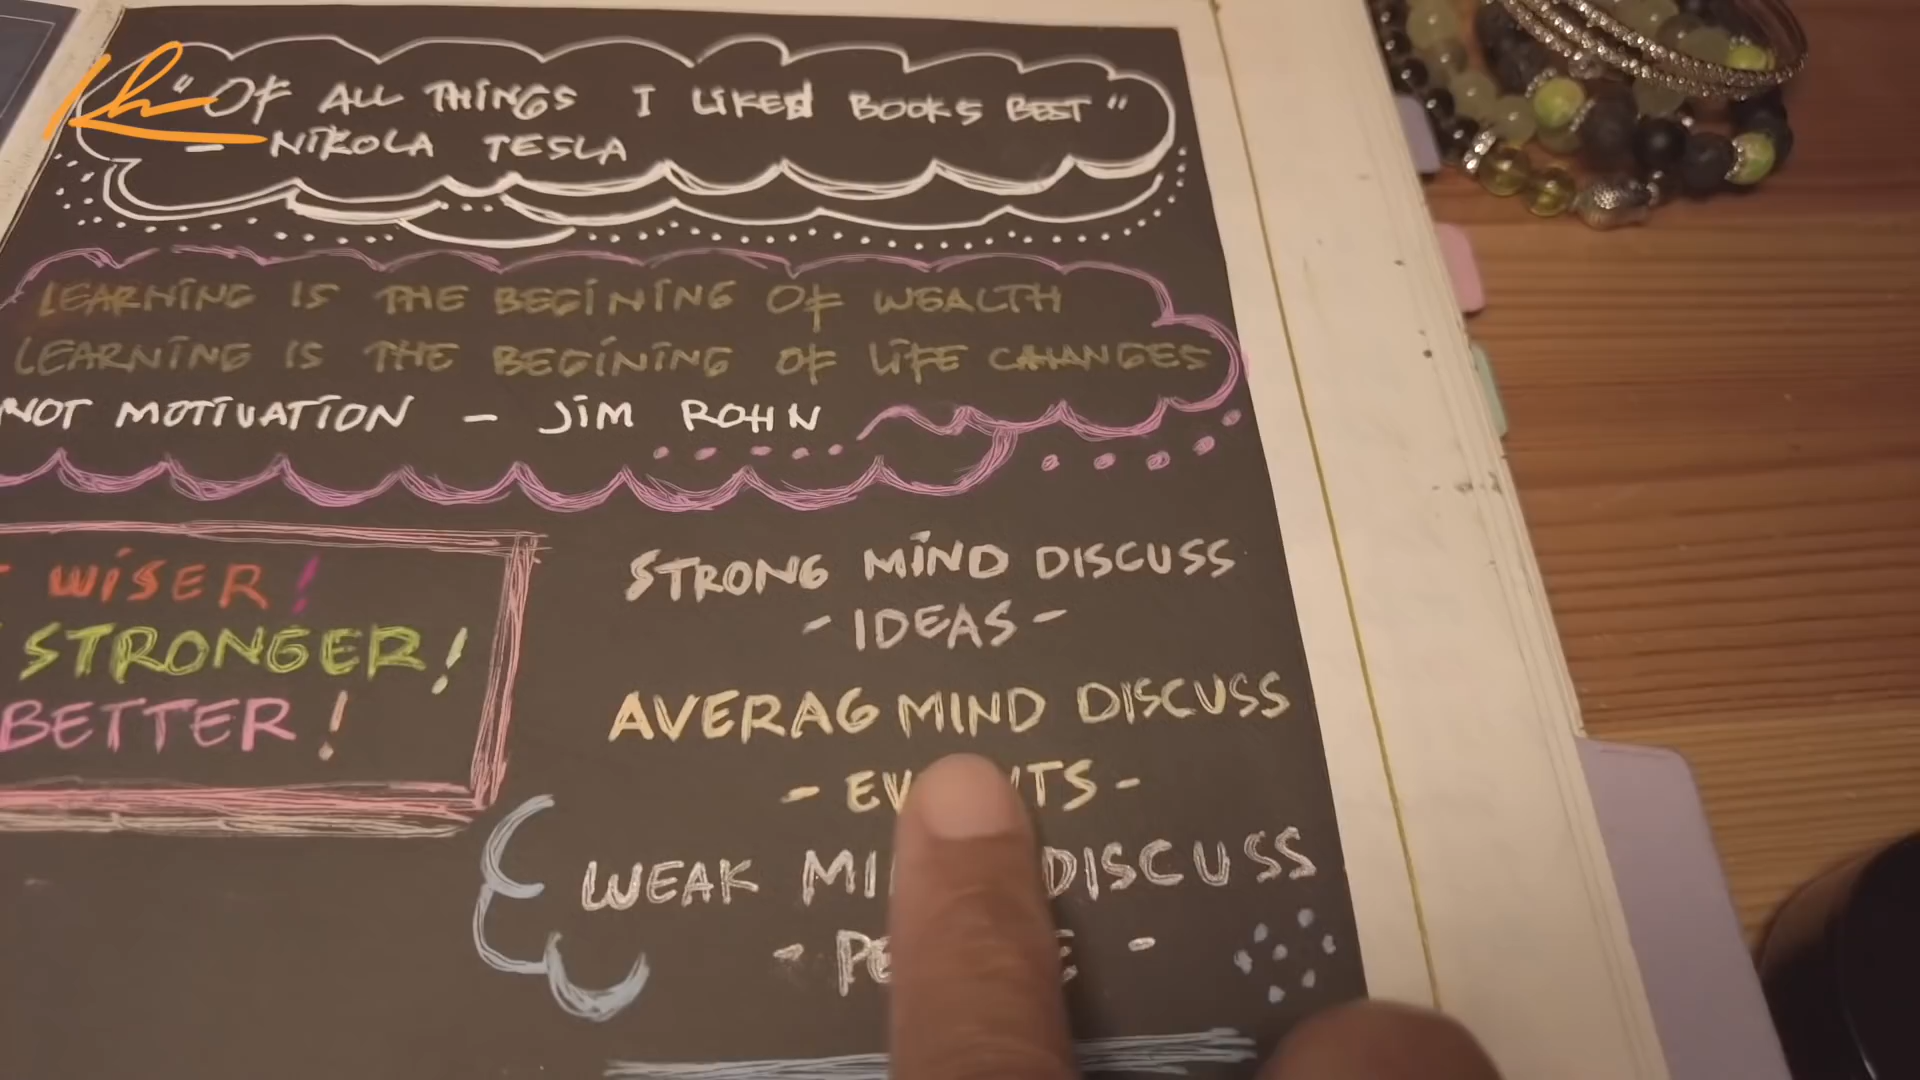 "OF ALL THINGS I LIKED BOOKS BEST"
- NIKOLA TESLA
LEARNING IS THE BEGINING OF WEALTH
LEARNING IS THE BEGINING OF LIFE CHANGES
NOT MOTIVATION - JIM ROHN
WISER!
STRONGER!
BETTER!
STRONG MIND DISCUSS
- IDEAS -
AVERAG MIND DISCUSS
WEAK DISCUSS